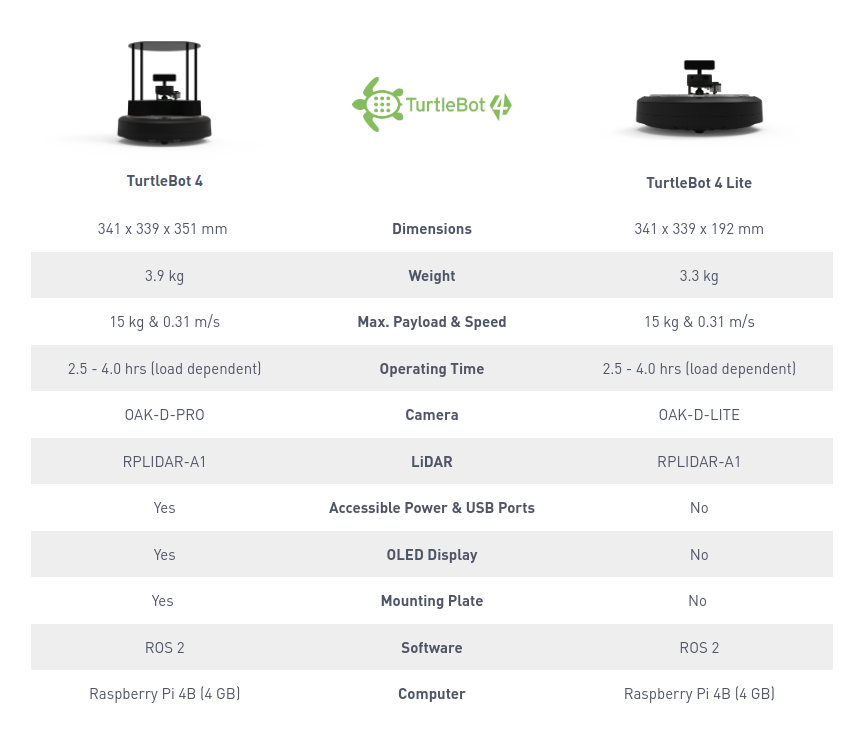 TurtleBot 4
TurtleBot 4
TurtleBot 4 Lite
341 x 339 x 351 mm Dimensions 341 x 339 x 192 mm
3.9 kg Weight 3.3 kg
15 kg & 0.31 m/s Max. Payload & Speed 15 kg & 0.31 m/s
2.5 - 4.0 hrs (load dependent) Operating Time 2.5 - 4.0 hrs (load dependent)
OAK-D-PRO Camera OAK-D-LITE
RPLIDAR-A1 LiDAR RPLIDAR-A1
Yes Accessible Power & USB Ports No
Yes OLED Display No
Yes Mounting Plate No
ROS 2 Software ROS 2
Raspberry Pi 4B (4 GB) Computer Raspberry Pi 4B (4 GB)